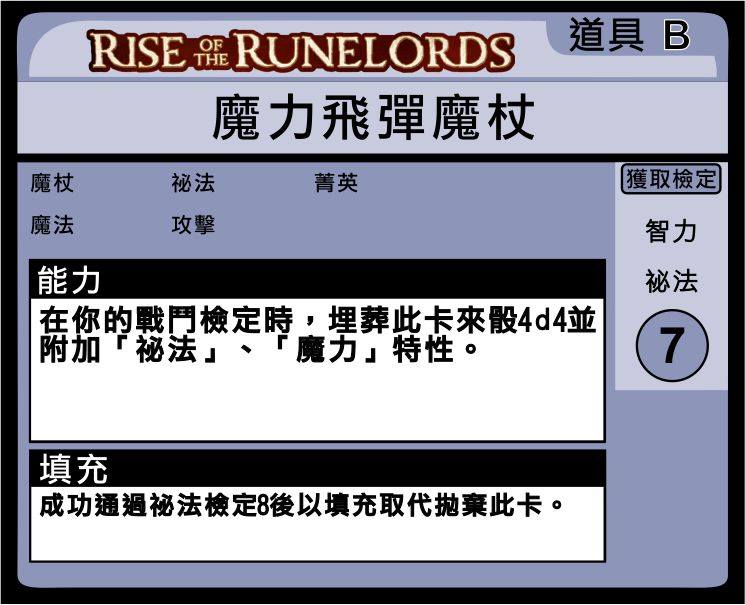 RISE OF THE RUNELORDS
道具 B
魔力飛彈魔杖
魔杖 祕法 菁英
魔法 攻擊
獲取檢定
智力
祕法
7
能力
在你的戰鬥檢定時，埋葬此卡來骰4d4並
附加「祕法」、「魔力」特性。
填充
成功通過祕法檢定8後以填充取代拋棄此卡。